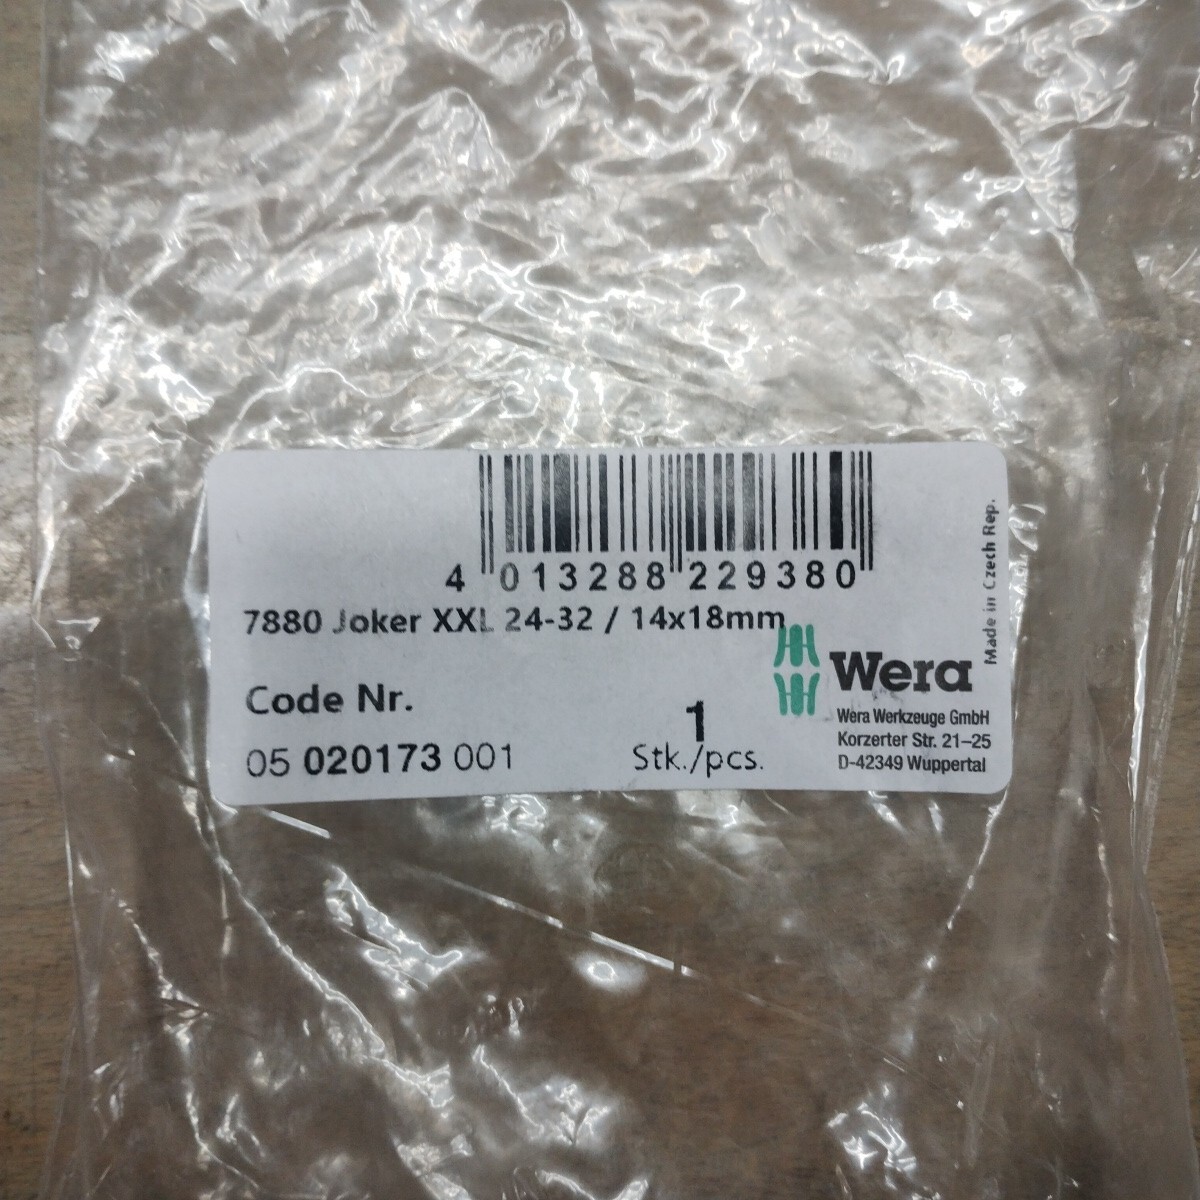 4 013288 229380
7880 Joker XXL 24-32 / 14x18mm
Code Nr.
05 020173 001
1
Stk./pcs.
Wera
Wera Werkzeuge GmbH
Korzerter Str. 21–25
D-42349 Wuppertal
Made in Czech Rep.